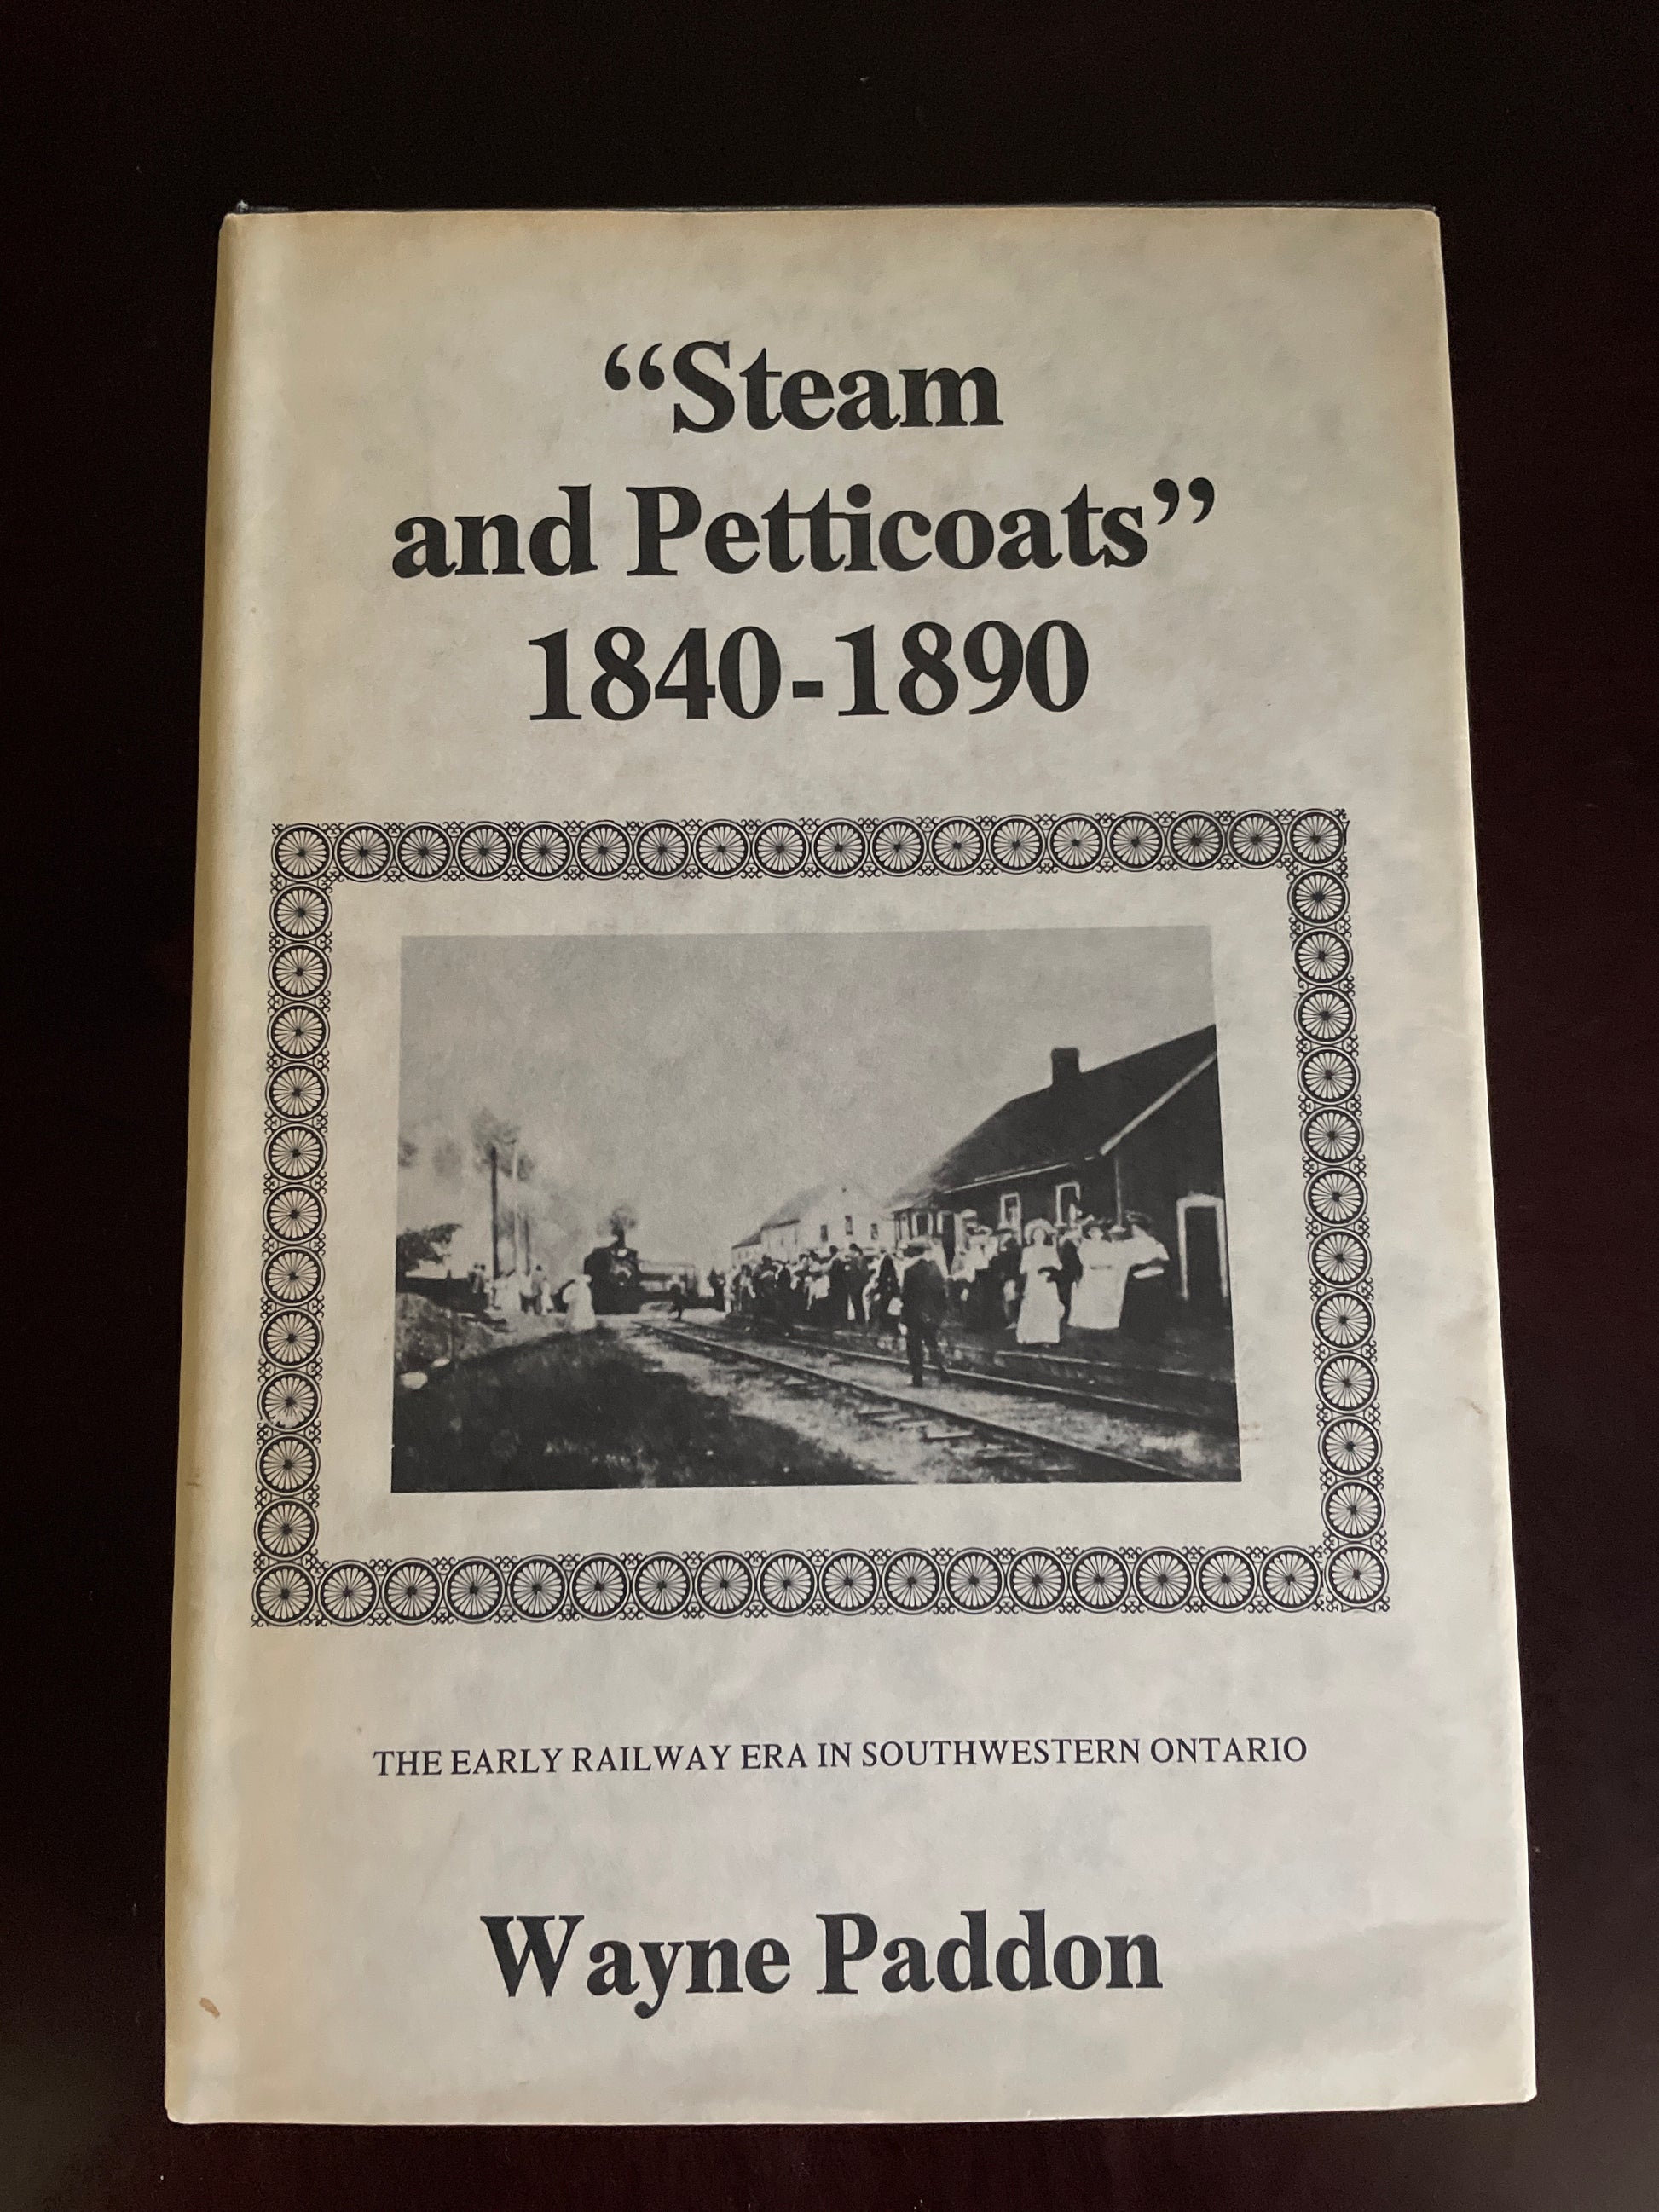 “Steam
and Petticoats”
1840-1890
THE EARLY RAILWAY ERA IN SOUTHWESTERN ONTARIO
Wayne Paddon